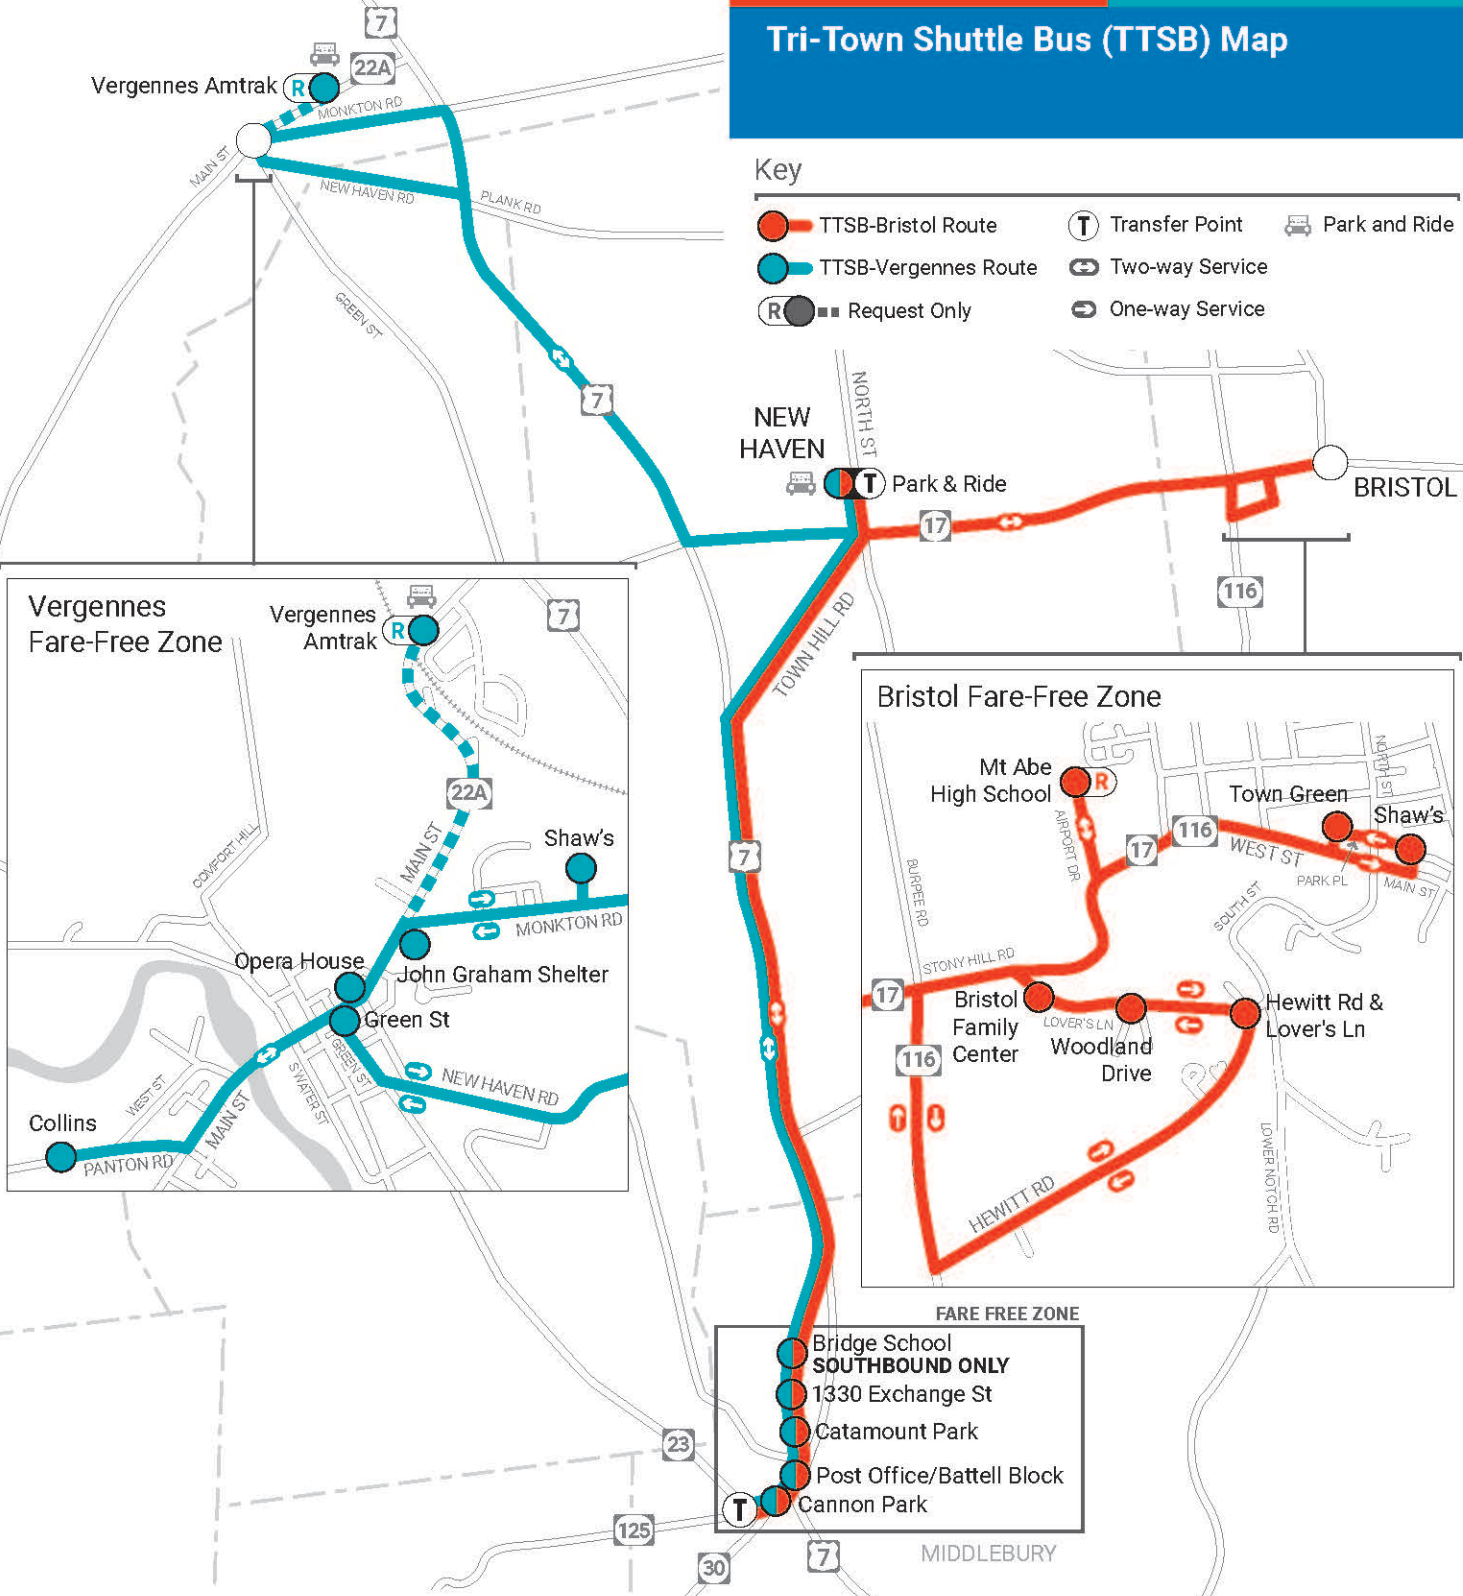 Tri-Town Shuttle Bus (TTSB) Map
Key
TTSB-Bristol Route
TTSB-Vergennes Route
R
Request Only
T
Transfer Point
Two-way Service
One-way Service
Park and Ride
7
22A
Vergennes Amtrak
R
MONKTON RD
MAIN ST
NEW HAVEN RD
PLANK RD
GREEN ST
7
NORTH ST
NEW
HAVEN
T
Park & Ride
17
BRISTOL
116
TOWN HILL RD
7
Vergennes
Fare-Free Zone
Vergennes
Amtrak
R
7
22A
MAIN ST
COMFORT HILL
Shaw's
MONKTON RD
Opera House
John Graham Shelter
Green St
GREEN ST
NEW HAVEN RD
S WATER ST
WEST ST
MAIN ST
Collins
PANTON RD
Bristol Fare-Free Zone
Mt Abe
High School
R
AIRPORT DR
Town Green
NORTH ST
Shaw's
17
116
WEST ST
PARK PL
MAIN ST
BURPEE RD
SOUTH ST
STONY HILL RD
17
Bristol
Family
Center
LOVER'S LN
Woodland
Drive
Hewitt Rd &
Lover's Ln
116
HEWITT RD
LOWER NOTCH RD
FARE FREE ZONE
Bridge School
SOUTHBOUND ONLY
1330 Exchange St
Catamount Park
Post Office/Battell Block
Cannon Park
T
23
125
30
7
MIDDLEBURY